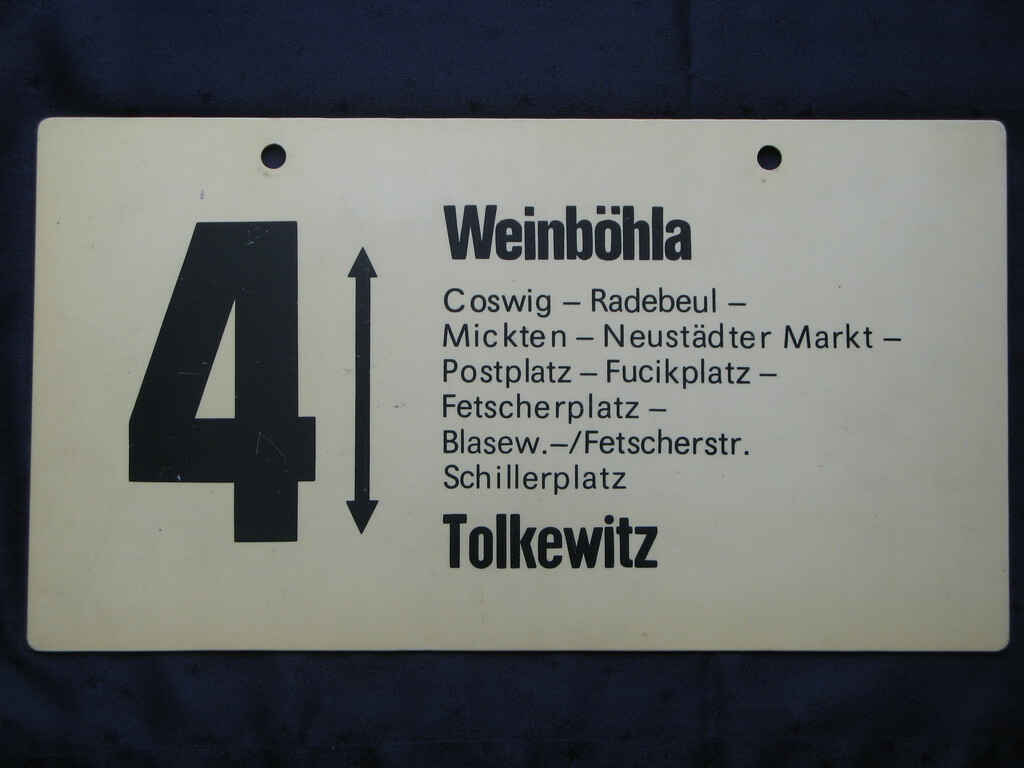 4
Weinböhla
Coswig – Radebeul –
Mickten – Neustädter Markt –
Postplatz – Fucikplatz –
Fetscherplatz –
Blasew.–/Fetscherstr.
Schillerplatz
Tolkewitz